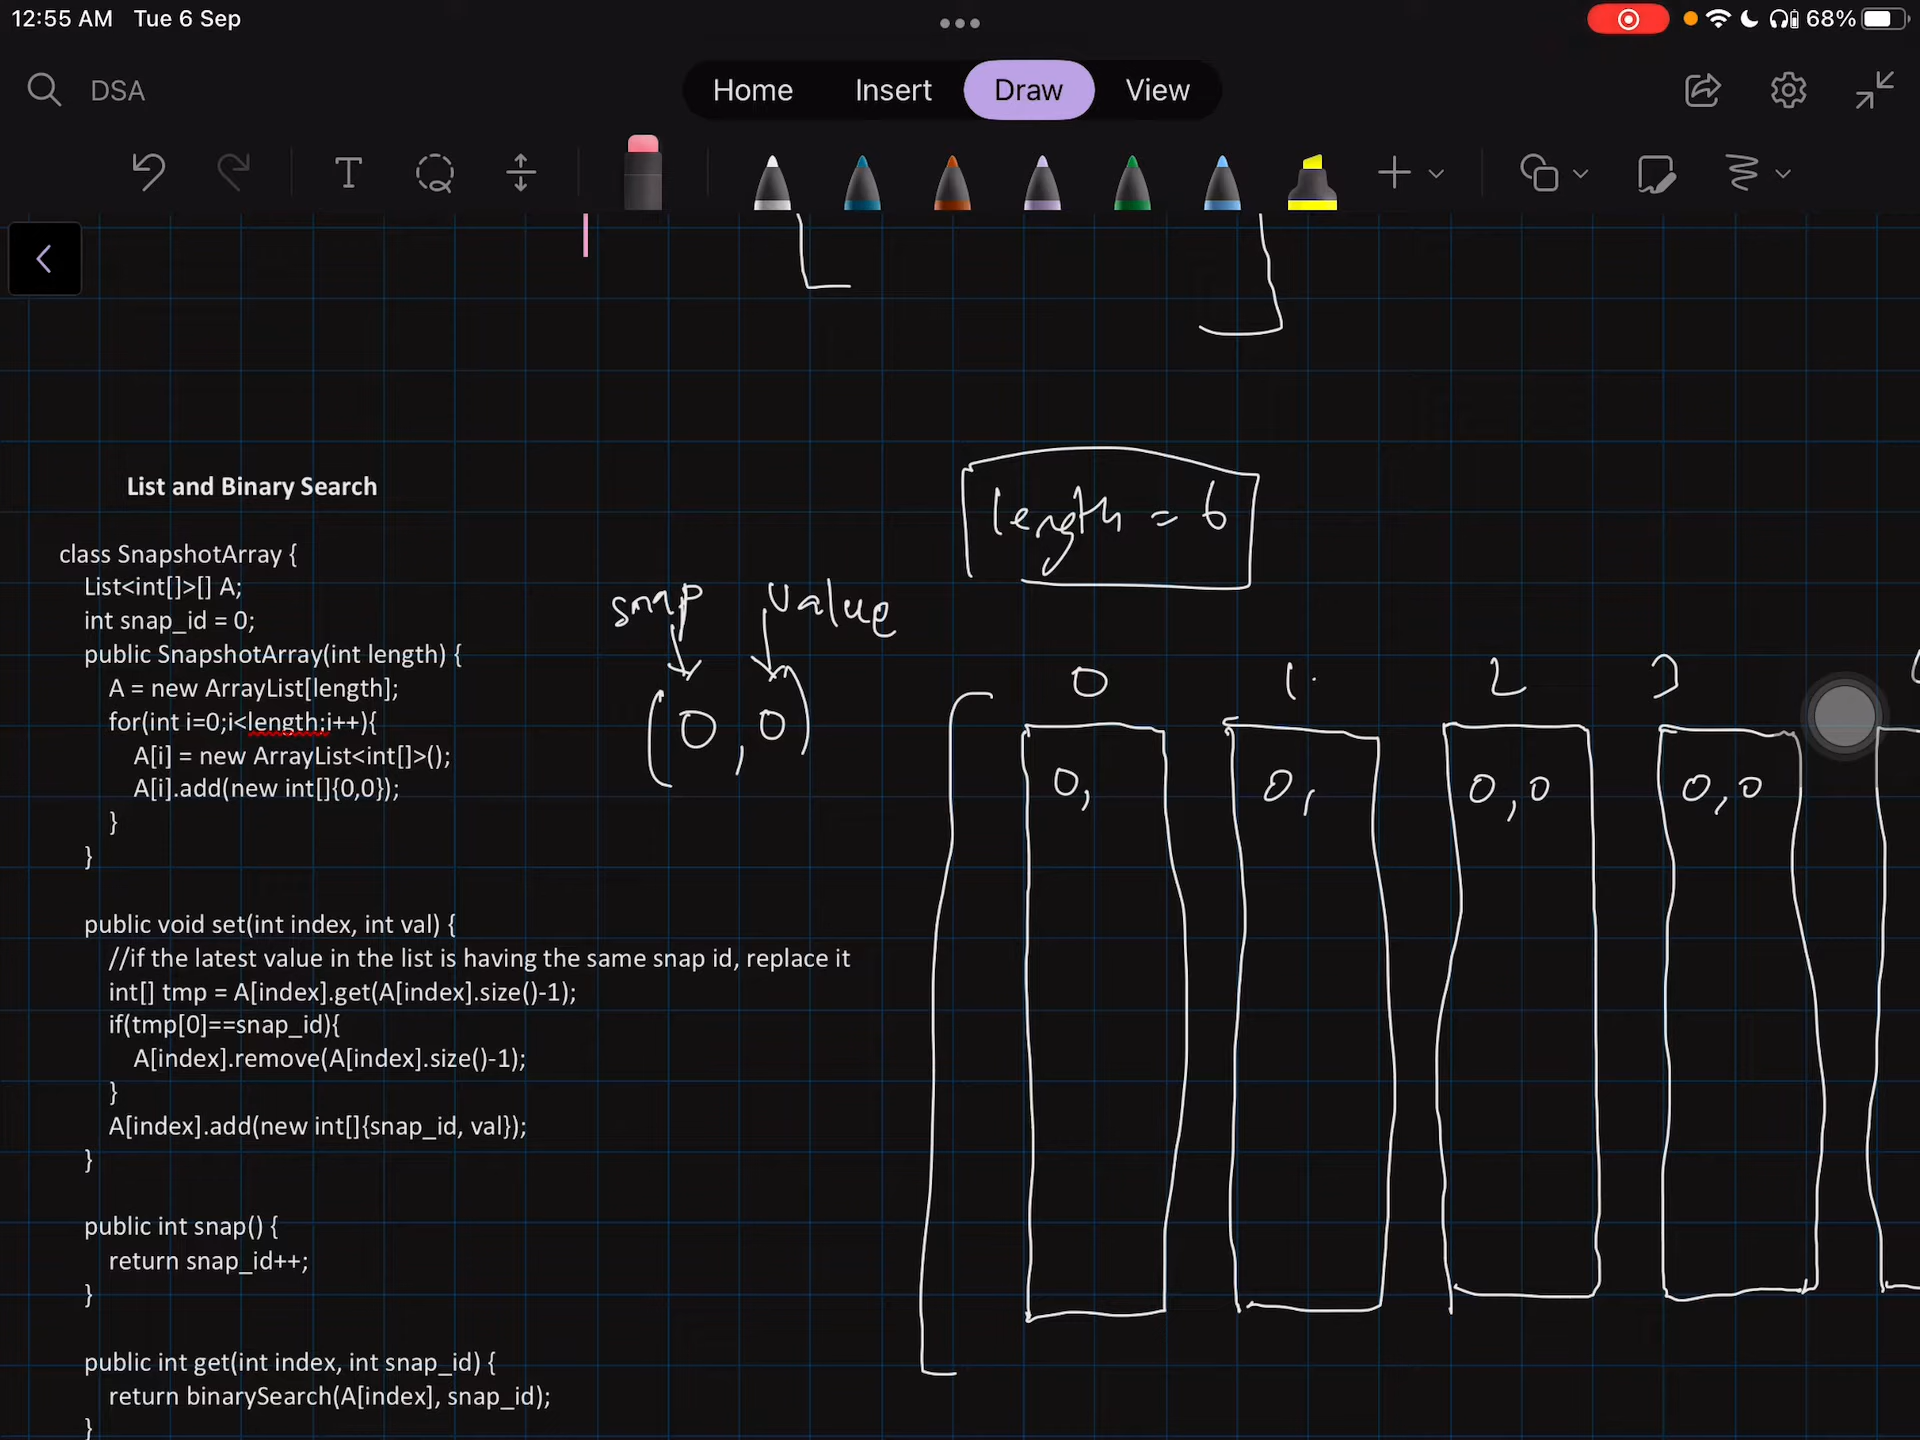 12:55 AM Tue 6 Sep
68%
DSA
Home Insert Draw View
T
List and Binary Search
class SnapshotArray {
List<int[]>[] A;
int snap_id = 0;
public SnapshotArray(int length) {
A = new ArrayList[length];
for(int i=0;i<length;i++){
A[i] = new ArrayList<int[]>();
A[i].add(new int[]{0,0});
}
}
public void set(int index, int val) {
//if the latest value in the list is having the same snap id, replace it
int[] tmp = A[index].get(A[index].size()-1);
if(tmp[0]==snap_id){
A[index].remove(A[index].size()-1);
}
A[index].add(new int[]{snap_id, val});
}
public int snap() {
return snap_id++;
}
public int get(int index, int snap_id) {
return binarySearch(A[index], snap_id);
}
length = 6
snap value
(0,0)
0 1 2 3
0, 0, 0,0 0,0